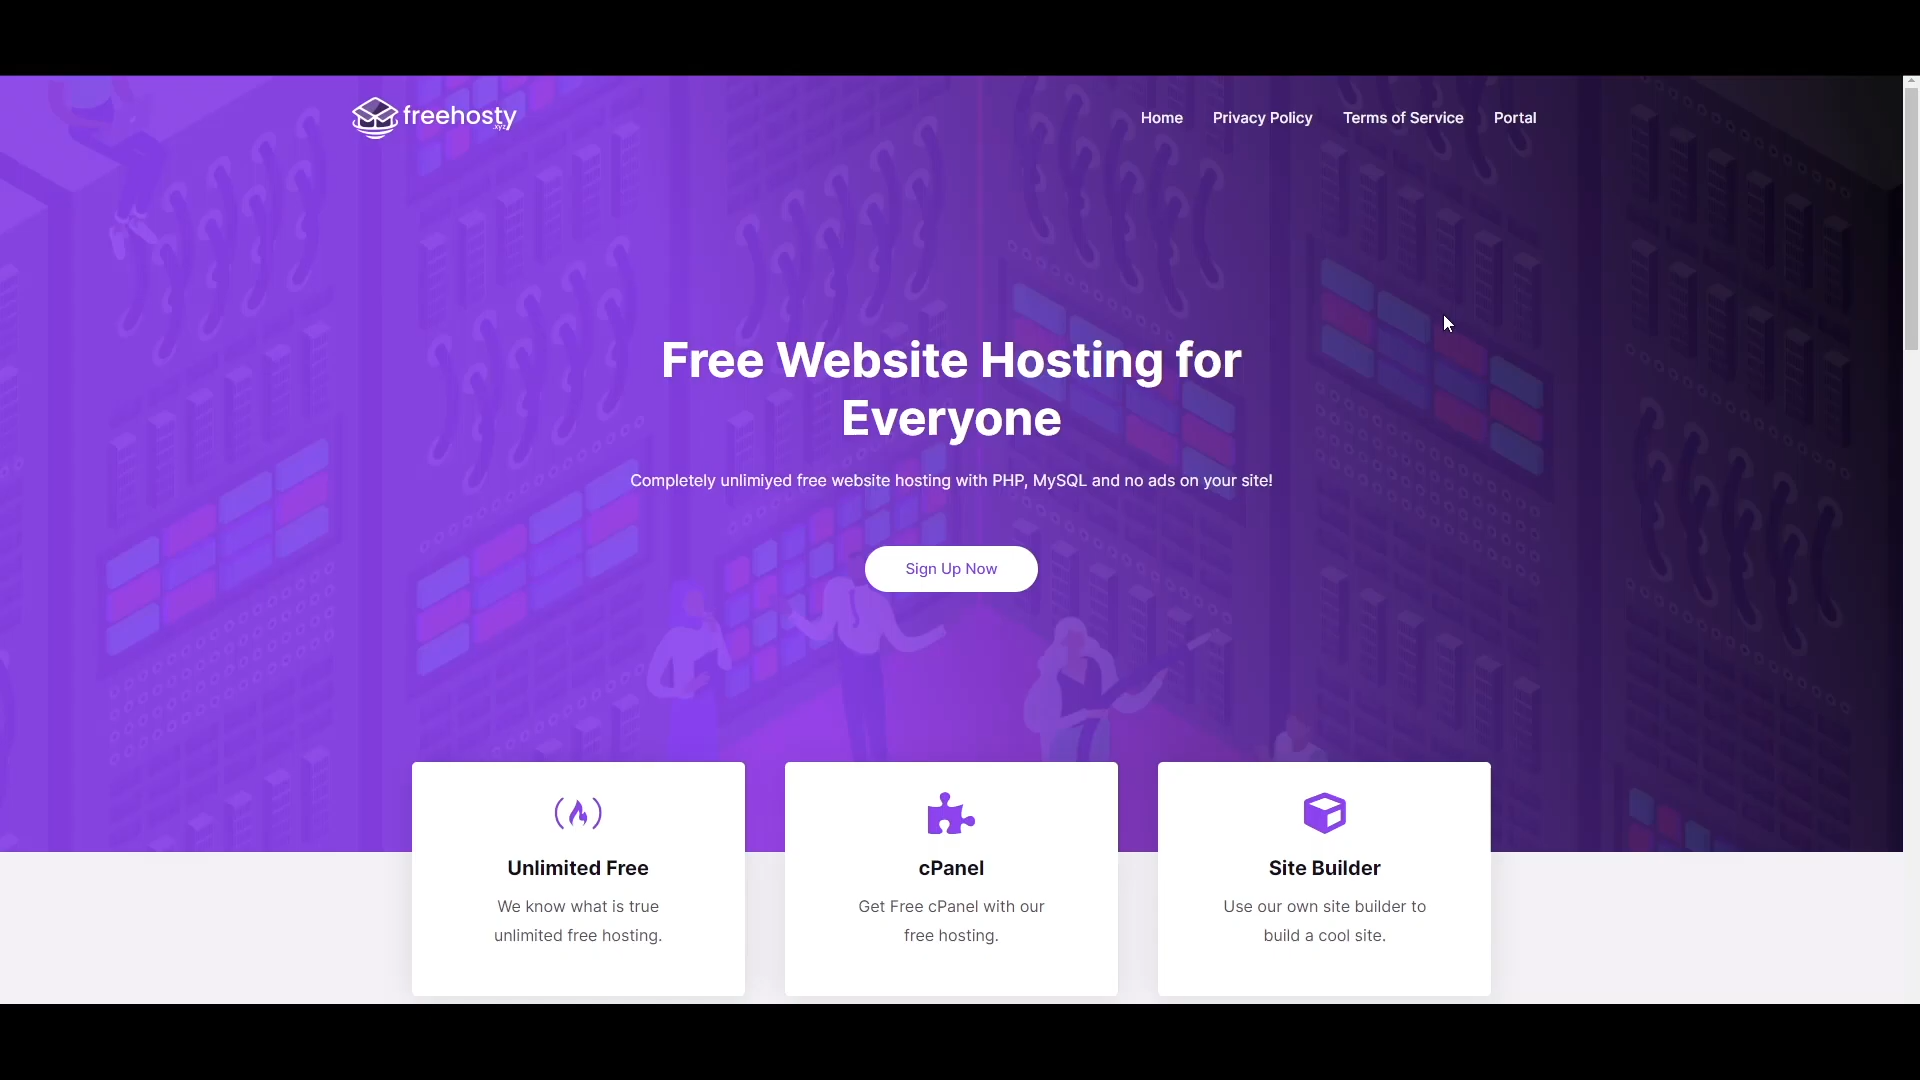 freehosty
.xyz
Home Privacy Policy Terms of Service Portal
Free Website Hosting for
Everyone
Completely unlimiyed free website hosting with PHP, MySQL and no ads on your site!
Sign Up Now
Unlimited Free
We know what is true
unlimited free hosting.
cPanel
Get Free cPanel with our
free hosting.
Site Builder
Use our own site builder to
build a cool site.